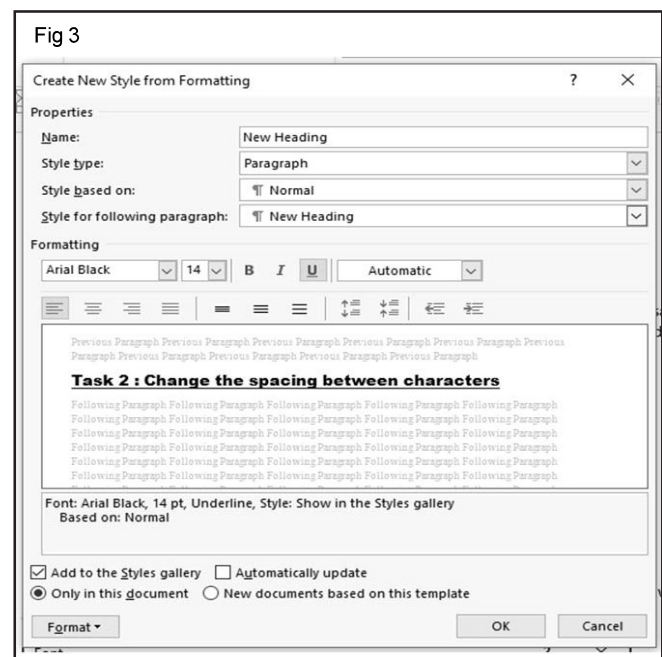 Fig 3
Create New Style from Formatting ? ×
Properties
Name: New Heading
Style type: Paragraph
Style based on: ¶ Normal
Style for following paragraph: ¶ New Heading
Formatting
Arial Black 14 B I U Automatic
Previous Paragraph Previous Paragraph Previous Paragraph Previous Paragraph Previous Paragraph Previous
Paragraph Previous Paragraph Previous Paragraph Previous Paragraph Previous Paragraph
Task 2 : Change the spacing between characters
Following Paragraph Following Paragraph Following Paragraph Following Paragraph Following Paragraph
Following Paragraph Following Paragraph Following Paragraph Following Paragraph Following Paragraph
Following Paragraph Following Paragraph Following Paragraph Following Paragraph Following Paragraph
Following Paragraph Following Paragraph Following Paragraph Following Paragraph Following Paragraph
Following Paragraph Following Paragraph Following Paragraph Following Paragraph Following Paragraph
Following Paragraph Following Paragraph Following Paragraph Following Paragraph Following Paragraph
Font: Arial Black, 14 pt, Underline, Style: Show in the Styles gallery
Based on: Normal
Add to the Styles gallery Automatically update
Only in this document New documents based on this template
Format OK Cancel